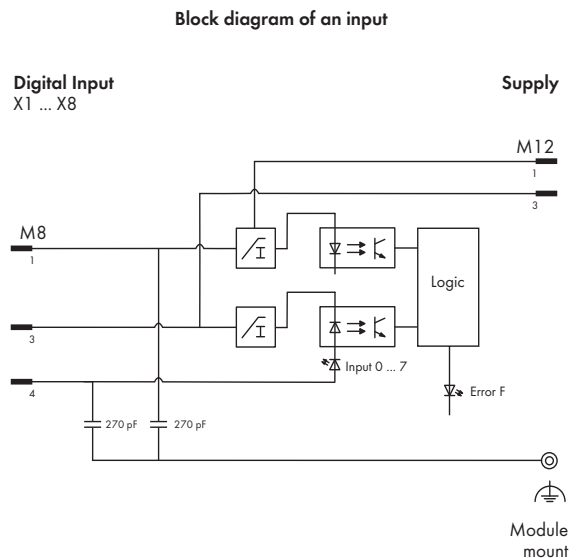 Block diagram of an input
Digital Input
X1 ... X8
Supply
M12
1
3
M8
1
Logic
3
Input 0 ... 7
4
Error F
270 pF
270 pF
Module
mount